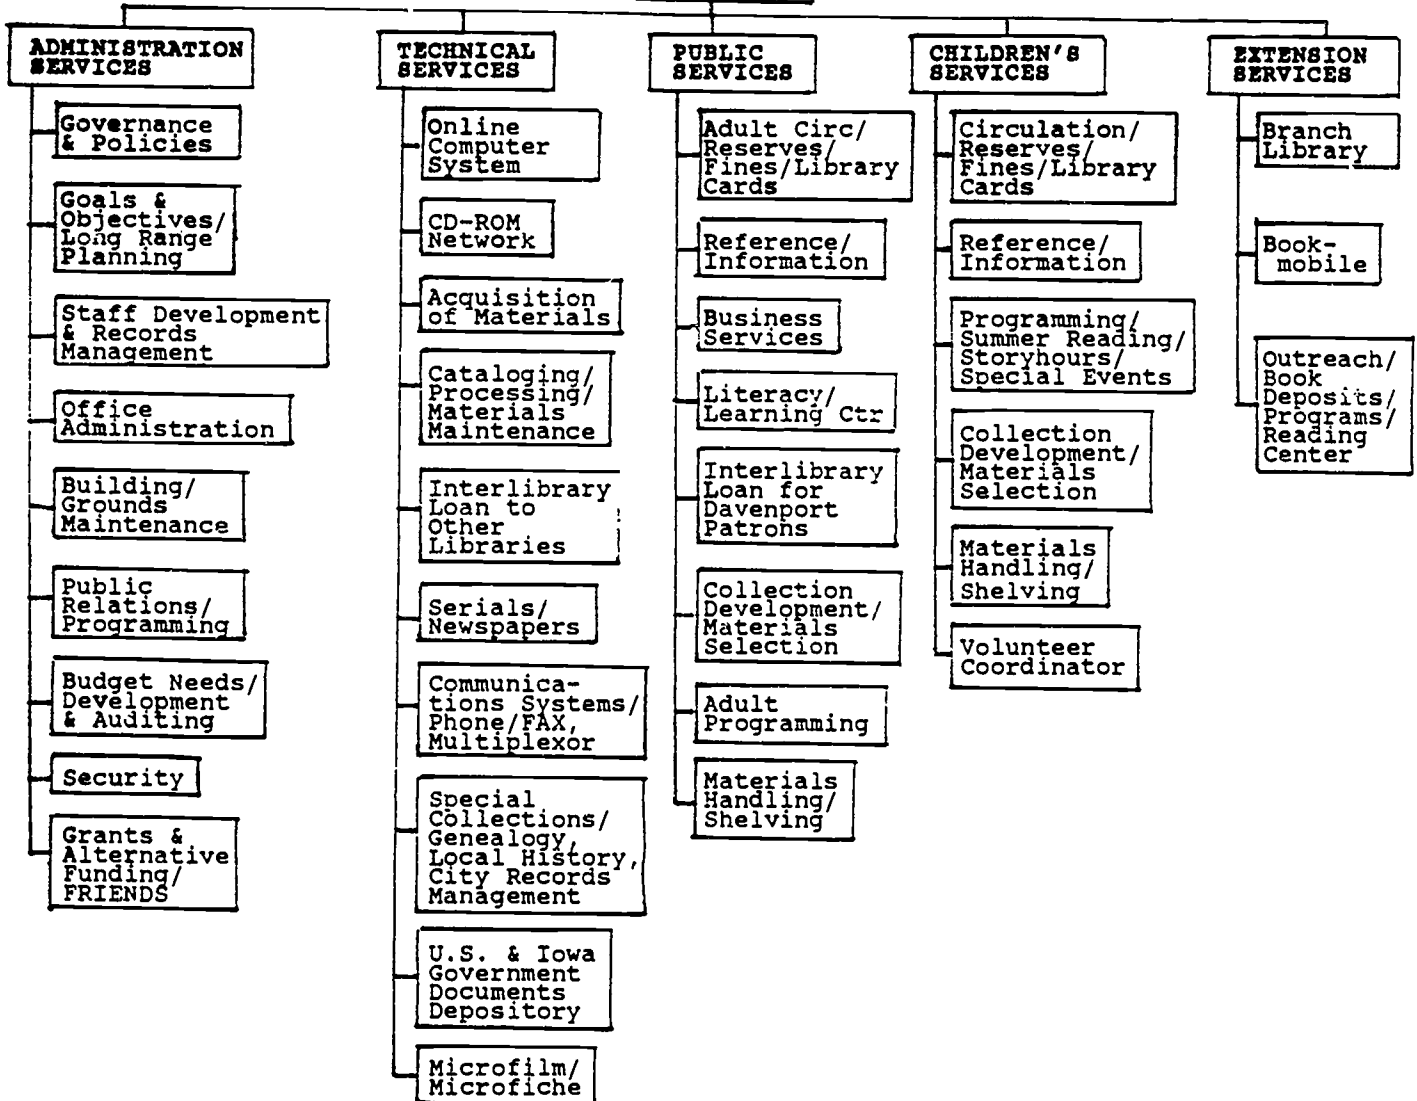 ADMINISTRATION
SERVICES
Governance
& Policies
Goals &
Objectives/
Long Range
Planning
Staff Development
& Records
Management
Office
Administration
Building/
Grounds
Maintenance
Public
Relations/
Programming
Budget Needs/
Development
& Auditing
Security
Grants &
Alternative
Funding/
FRIENDS
TECHNICAL
SERVICES
Online
Computer
System
CD-ROM
Network
Acquisition
of Materials
Cataloging/
Processing/
Materials
Maintenance
Interlibrary
Loan to
Other
Libraries
Serials/
Newspapers
Communica-
tions Systems/
Phone/FAX,
Multiplexor
Special
Collections/
Genealogy,
Local History,
City Records
Management
U.S. & Iowa
Government
Documents
Depository
Microfilm/
Microfiche
PUBLIC
SERVICES
Adult Circ/
Reserves/
Fines/Library
Cards
Reference/
Information
Business
Services
Literacy/
Learning Ctr
Interlibrary
Loan for
Davenport
Patrons
Collection
Development/
Materials
Selection
Adult
Programming
Materials
Handling/
Shelving
CHILDREN'S
SERVICES
Circulation/
Reserves/
Fines/Library
Cards
Reference/
Information
Programming/
Summer Reading/
Storyhours/
Special Events
Collection
Development/
Materials
Selection
Materials
Handling/
Shelving
Volunteer
Coordinator
EXTENSION
SERVICES
Branch
Library
Book-
mobile
Outreach/
Book
Deposits/
Programs/
Reading
Center